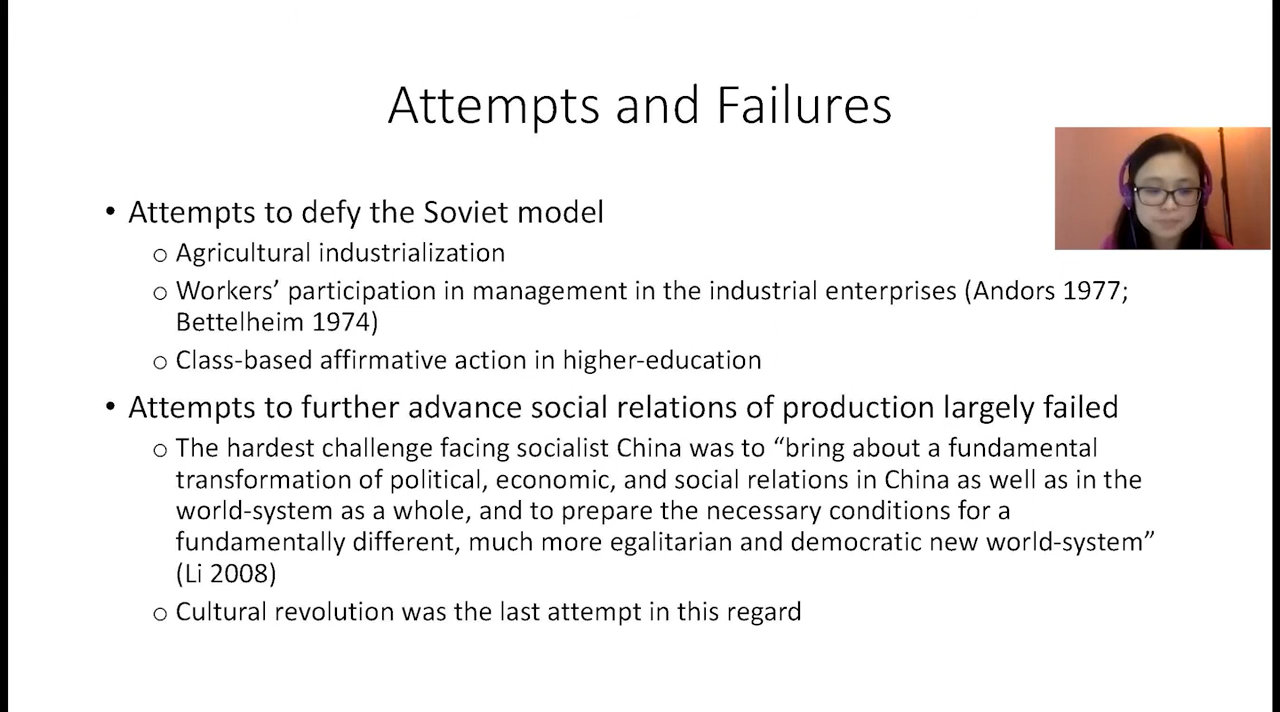 Attempts and Failures
• Attempts to defy the Soviet model
o Agricultural industrialization
o Workers’ participation in management in the industrial enterprises (Andors 1977;
Bettelheim 1974)
o Class-based affirmative action in higher-education
• Attempts to further advance social relations of production largely failed
o The hardest challenge facing socialist China was to “bring about a fundamental
transformation of political, economic, and social relations in China as well as in the
world-system as a whole, and to prepare the necessary conditions for a
fundamentally different, much more egalitarian and democratic new world-system”
(Li 2008)
o Cultural revolution was the last attempt in this regard